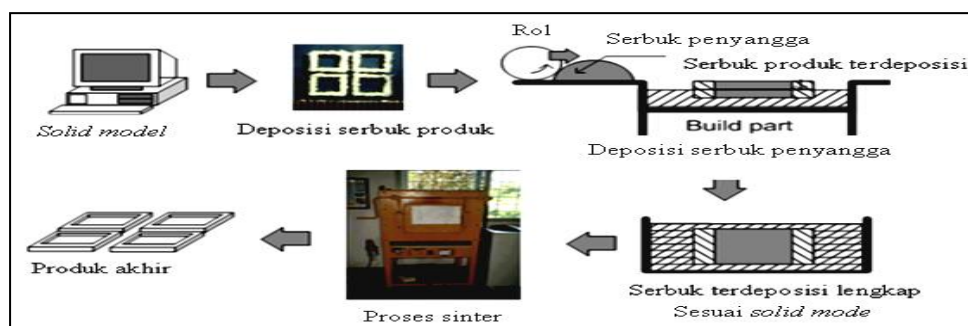 Rol
Serbuk penyangga
Serbuk produk terdeposisi
Solid model
Deposisi serbuk produk
Build part
Deposisi serbuk penyangga
Produk akhir
Proses sinter
Serbuk terdeposisi lengkap
Sesuai solid mode